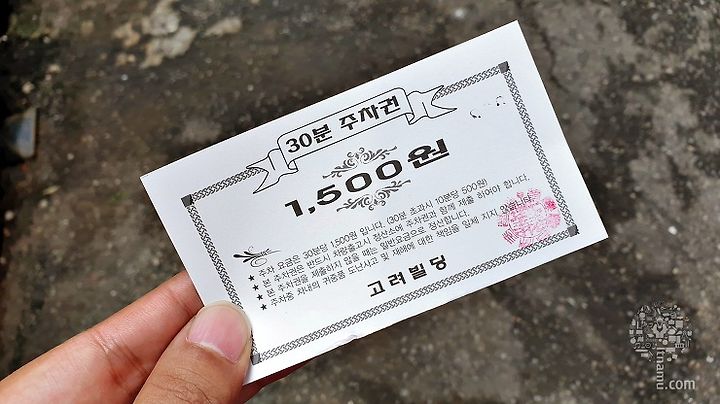 30분 주차권
1,500원
★ 주차 요금은 30분당 1,500원 입니다. (30분 초과시 10분당 500원)
★ 본 주차권은 반드시 차량출고시 정산소에 주차권과 함께 제출 하여야 합니다.
★ 본 주차권을 제출하지 않을 때는 일반요금으로 정산합니다.
★ 주차중 차내의 귀중품 도난사고 및 재해에 대한 책임을 일체 지지 않습니다.
고려빌딩
itnamu.com